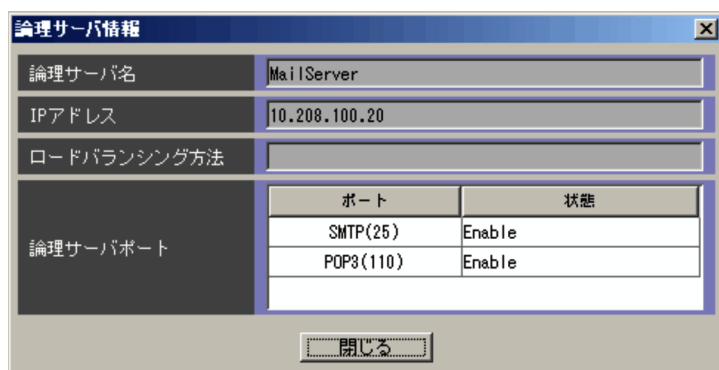 論理サーバ情報
論理サーバ名 MailServer
IPアドレス 10.208.100.20
ロードバランシング方法
論理サーバポート
ポート 状態
SMTP(25) Enable
POP3(110) Enable
閉じる